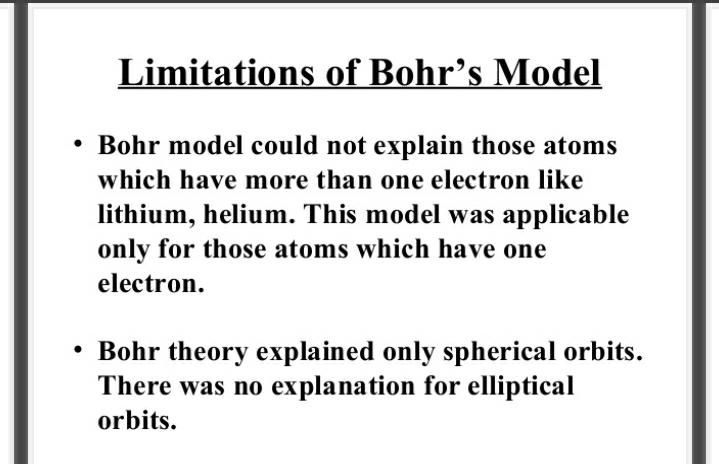 Limitations of Bohr’s Model
• Bohr model could not explain those atoms
which have more than one electron like
lithium, helium. This model was applicable
only for those atoms which have one
electron.
• Bohr theory explained only spherical orbits.
There was no explanation for elliptical
orbits.